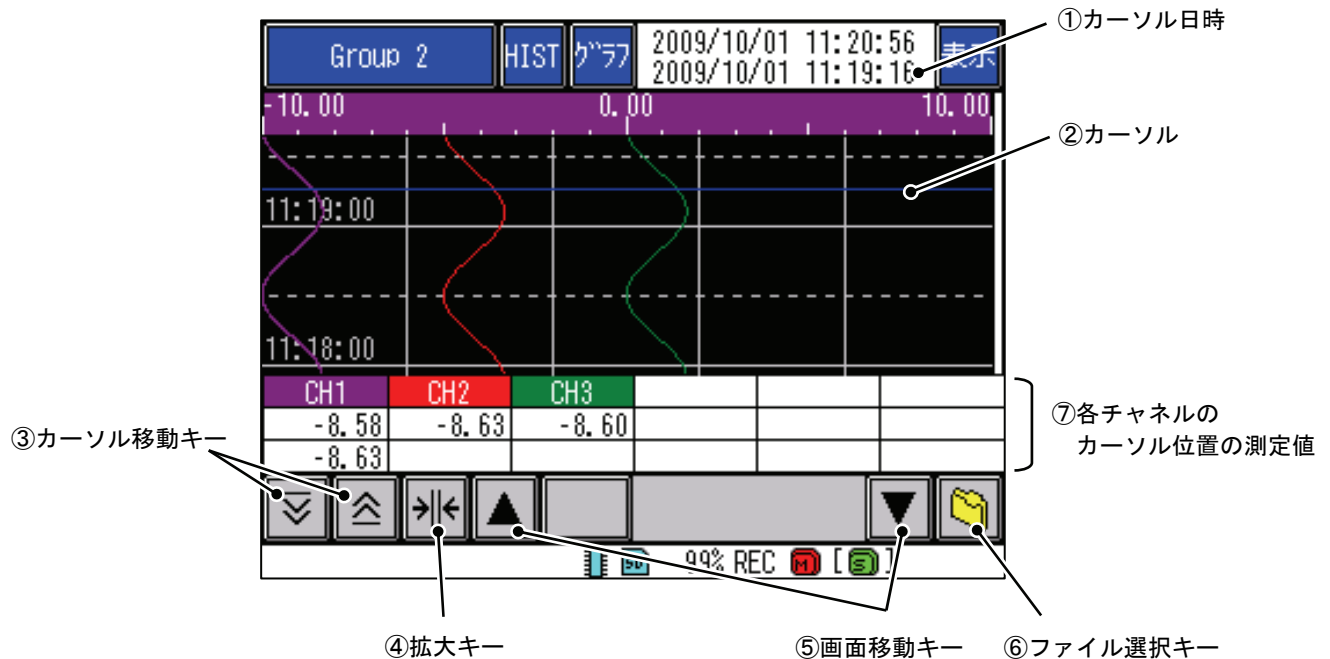 ①カーソル日時
Group 2
HIST
グラフ
2009/10/01 11:20:56
2009/10/01 11:19:16
表示
-10.00 0.00 10.00
②カーソル
11:19:00
11:18:00
CH1 CH2 CH3
-8.58 -8.63 -8.60
-8.63
⑦各チャネルの
カーソル位置の測定値
③カーソル移動キー
99% REC M [S]
④拡大キー
⑤画面移動キー
⑥ファイル選択キー